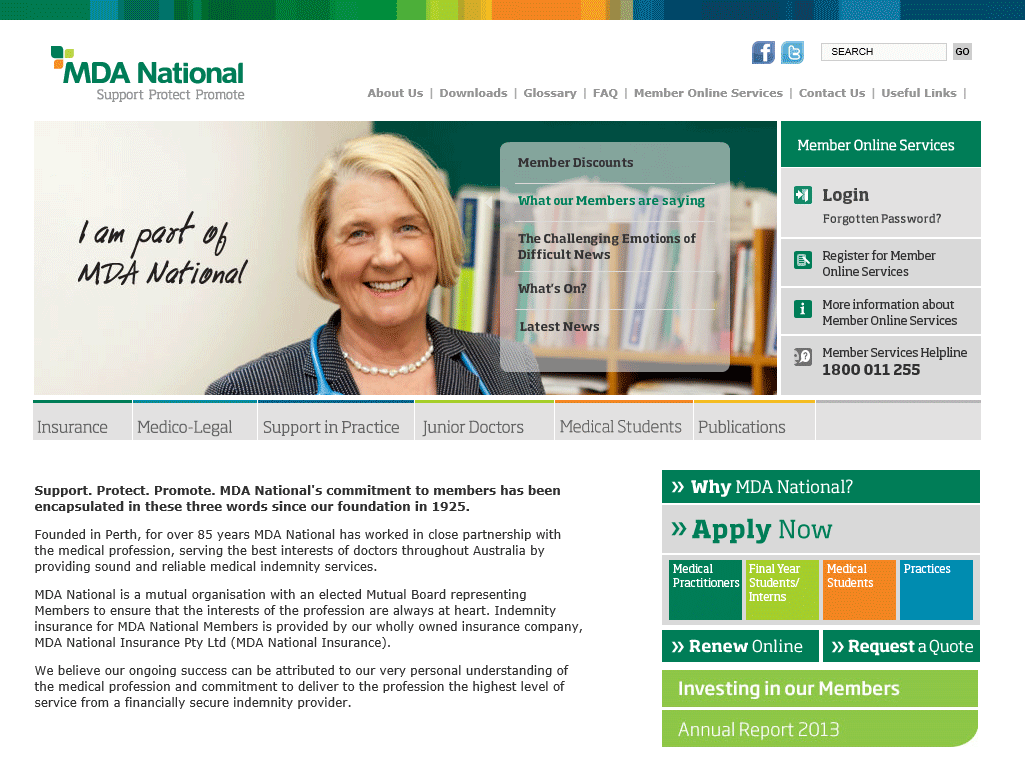 MDA National
Support Protect Promote
SEARCH
GO
About Us | Downloads | Glossary | FAQ | Member Online Services | Contact Us | Useful Links |
I am part of
MDA National
Member Discounts
What our Members are saying
The Challenging Emotions of
Difficult News
What's On?
Latest News
Member Online Services
Login
Forgotten Password?
Register for Member
Online Services
More information about
Member Online Services
Member Services Helpline
1800 011 255
Insurance
Medico-Legal
Support in Practice
Junior Doctors
Medical Students
Publications
Support. Protect. Promote. MDA National's commitment to members has been
encapsulated in these three words since our foundation in 1925.
Founded in Perth, for over 85 years MDA National has worked in close partnership with
the medical profession, serving the best interests of doctors throughout Australia by
providing sound and reliable medical indemnity services.
MDA National is a mutual organisation with an elected Mutual Board representing
Members to ensure that the interests of the profession are always at heart. Indemnity
insurance for MDA National Members is provided by our wholly owned insurance company,
MDA National Insurance Pty Ltd (MDA National Insurance).
We believe our ongoing success can be attributed to our very personal understanding of
the medical profession and commitment to deliver to the profession the highest level of
service from a financially secure indemnity provider.
» Why MDA National?
» Apply Now
Medical
Practitioners
Final Year
Students/
Interns
Medical
Students
Practices
» Renew Online
» Request a Quote
Investing in our Members
Annual Report 2013